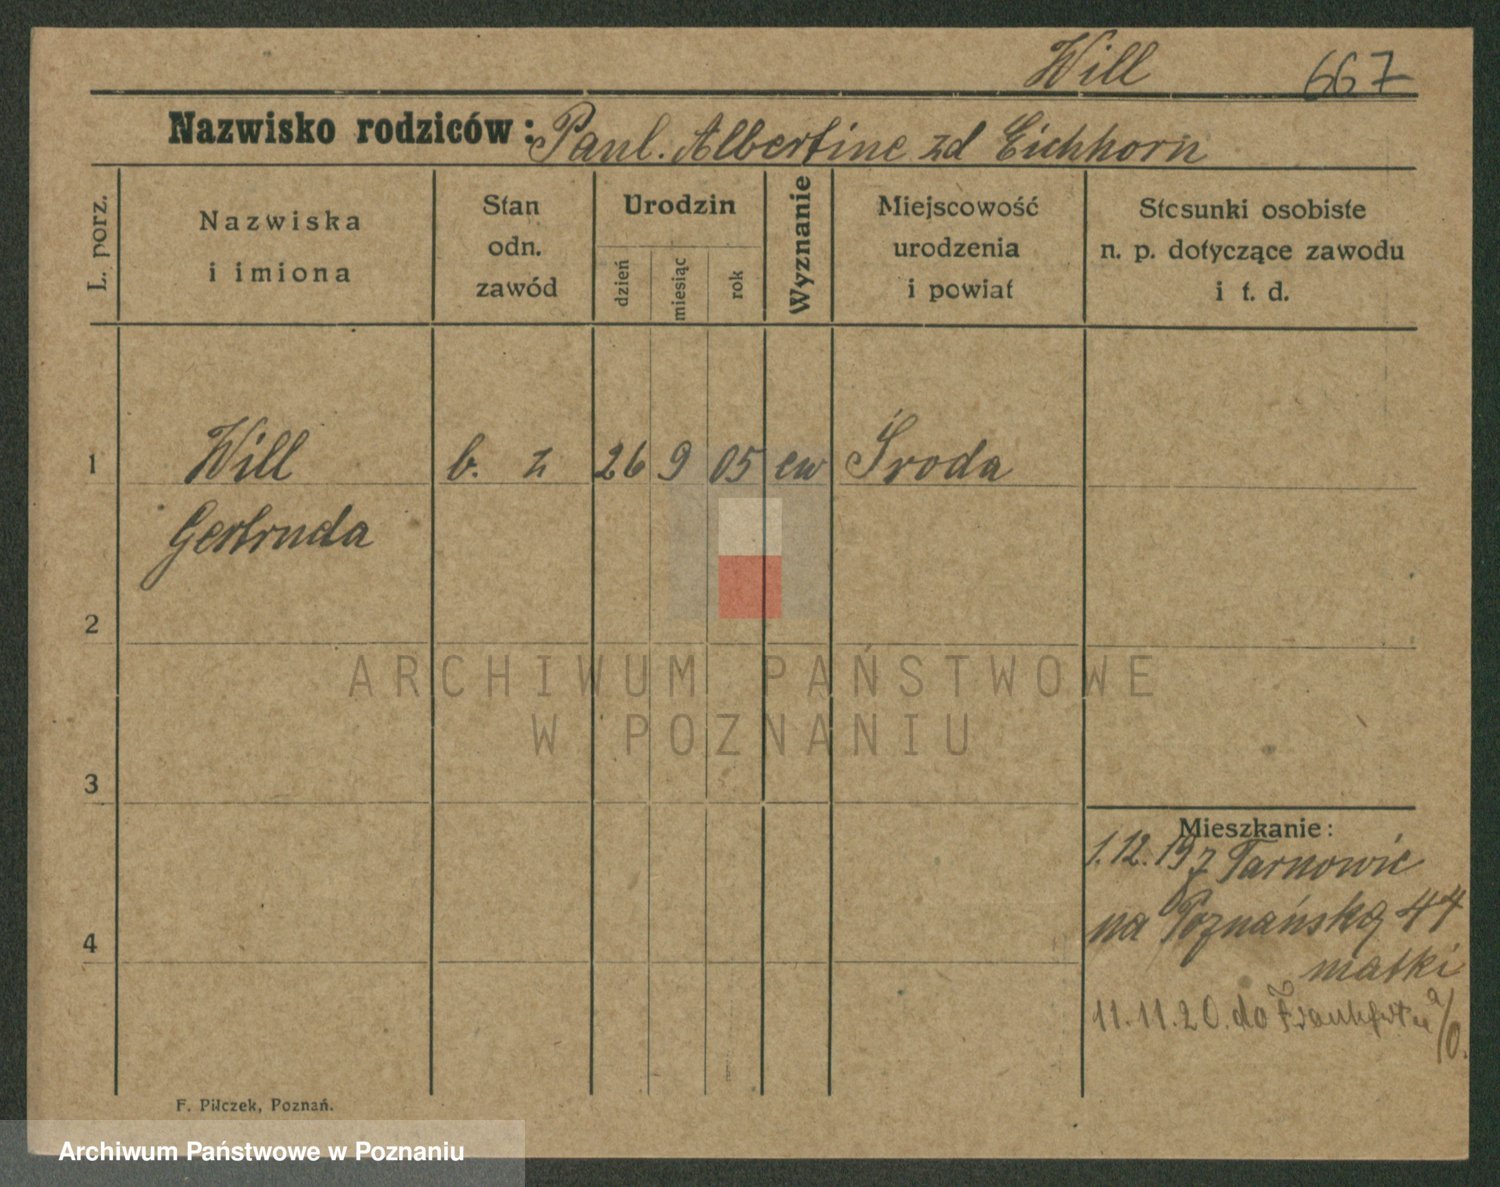 Will 667
Nazwisko rodziców: Paul. Albertine zd Eichhorn
L. porz.
Nazwiska
i imiona
Stan
odn.
zawód
Urodzin
dzień
miesiąc
rok
Wyznanie
Miejscowość
urodzenia
i powiat
Stosunki osobiste
n. p. dotyczące zawodu
i t. d.
1 Will b. z 26 9 05 ew Środa
Gertruda
2
ARCHIWUM PAŃSTWOWE
W POZNANIU
3
Mieszkanie:
1.12.19 z Tarnowic
na Poznańską 44
4
matki
11.11.20. do Frankfurtu a/O.
F. Pilczek, Poznań.
Archiwum Państwowe w Poznaniu